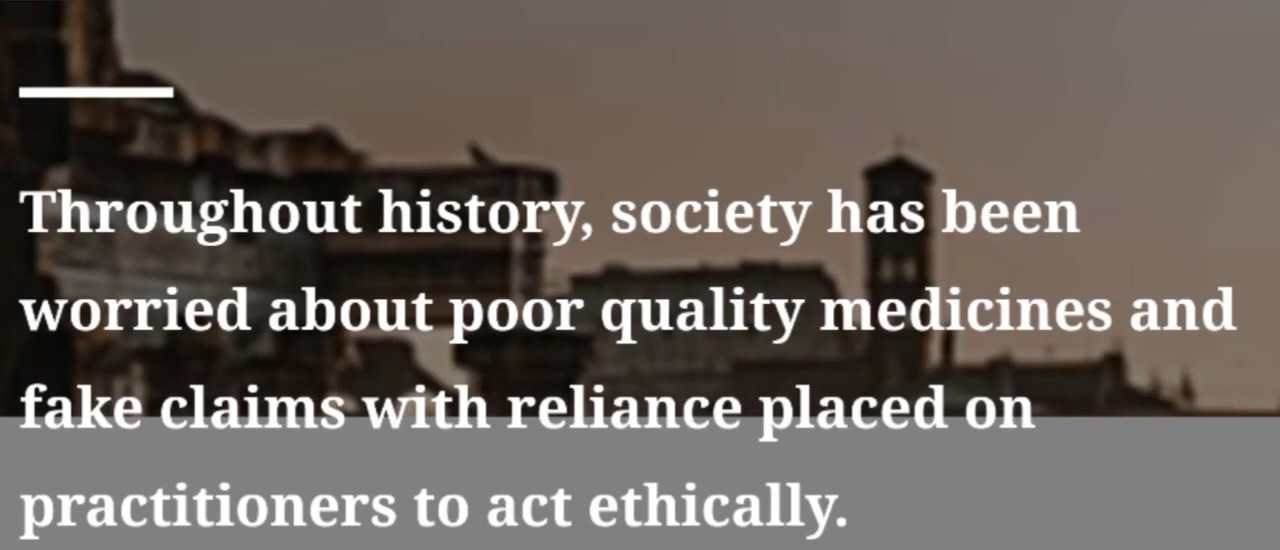 Throughout history, society has been
worried about poor quality medicines and
fake claims with reliance placed on
practitioners to act ethically.